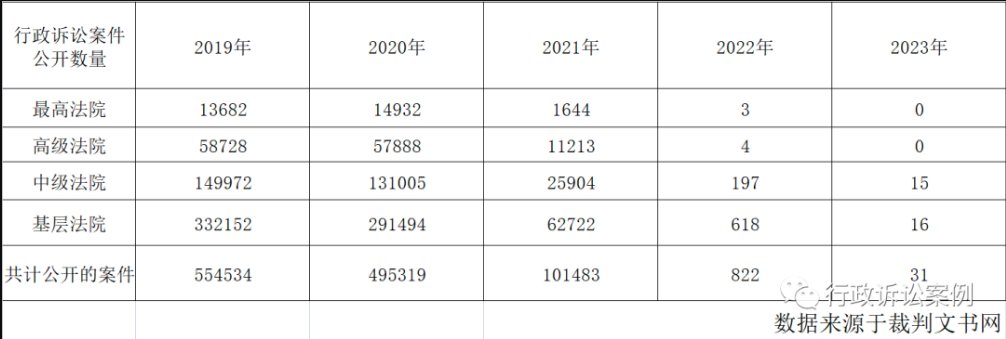 行政诉讼案件
公开数量 2019年 2020年 2021年 2022年 2023年
最高法院 13682 14932 1644 3 0
高级法院 58728 57888 11213 4 0
中级法院 149972 131005 25904 197 15
基层法院 332152 291494 62722 618 16
共计公开的案件 554534 495319 101483 822 31
行政诉讼案例
数据来源于裁判文书网